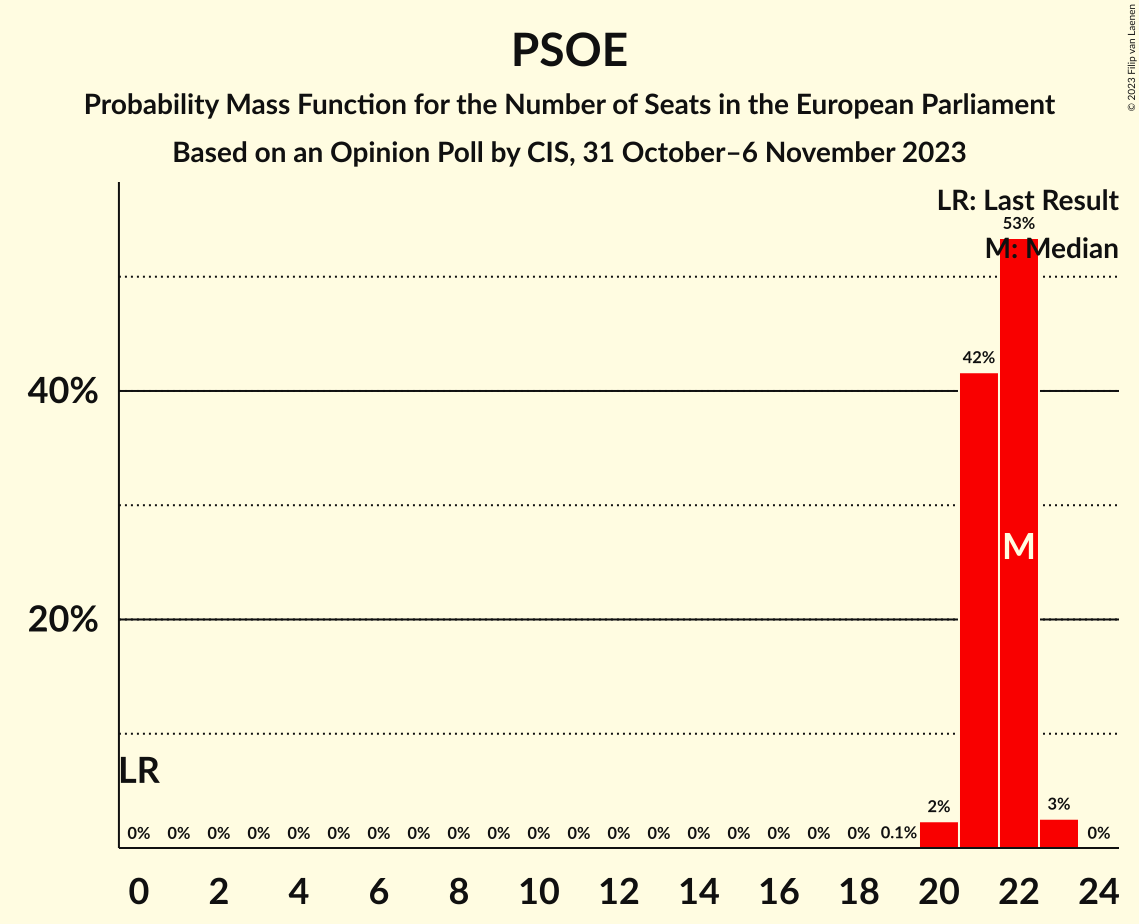 PSOE
Probability Mass Function for the Number of Seats in the European Parliament
Based on an Opinion Poll by CIS, 31 October–6 November 2023
© 2023 Filip van Laenen
LR: Last Result
53%
M: Median
42%
40%
M
20%
LR
2%
3%
0% 0% 0% 0% 0% 0% 0% 0% 0% 0% 0% 0% 0% 0% 0% 0% 0% 0% 0% 0.1% 0%
0 2 4 6 8 10 12 14 16 18 20 22 24